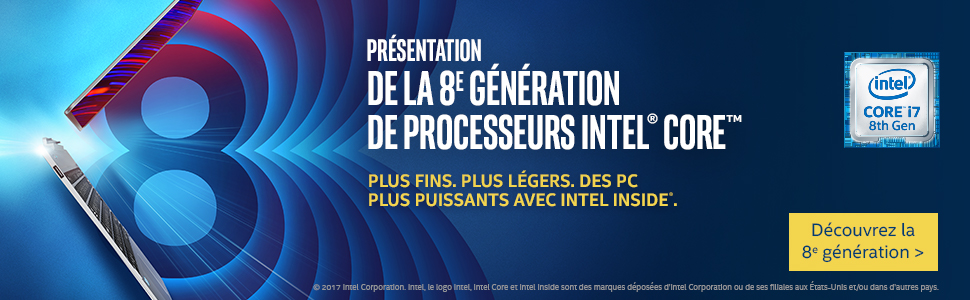 PRÉSENTATION
DE LA 8E GÉNÉRATION
DE PROCESSEURS INTEL® CORE™
PLUS FINS. PLUS LÉGERS. DES PC
PLUS PUISSANTS AVEC INTEL INSIDE®.
intel®
CORE™ i7
8th Gen
Découvrez la
8e génération >
© 2017 Intel Corporation. Intel, le logo Intel, Intel Core et Intel Inside sont des marques déposées d'Intel Corporation ou de ses filiales aux États-Unis et/ou dans d'autres pays.
8